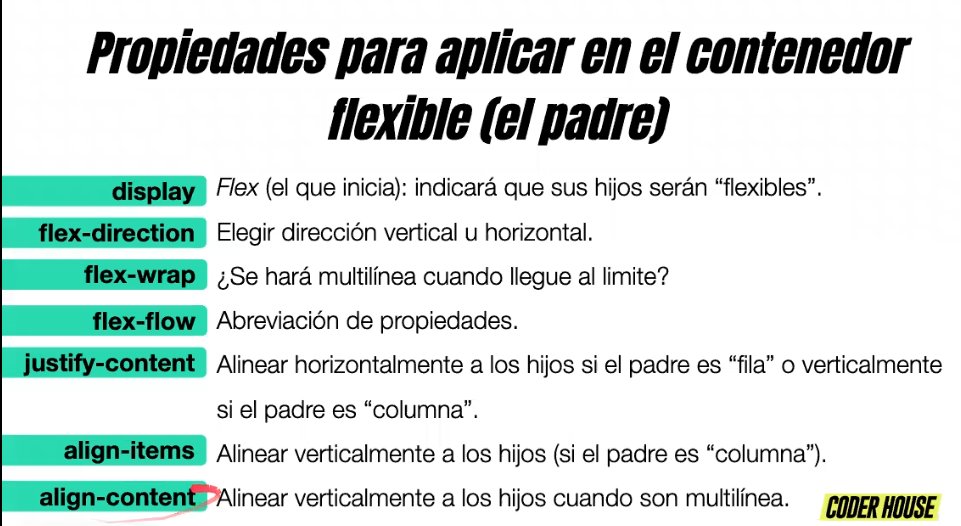 Propiedades para aplicar en el contenedor
flexible (el padre)
display Flex (el que inicia): indicará que sus hijos serán “flexibles”.
flex-direction Elegir dirección vertical u horizontal.
flex-wrap ¿Se hará multilínea cuando llegue al limite?
flex-flow Abreviación de propiedades.
justify-content Alinear horizontalmente a los hijos si el padre es “fila” o verticalmente
si el padre es “columna”.
align-items Alinear verticalmente a los hijos (si el padre es “columna”).
align-content Alinear verticalmente a los hijos cuando son multilínea.
CODER HOUSE